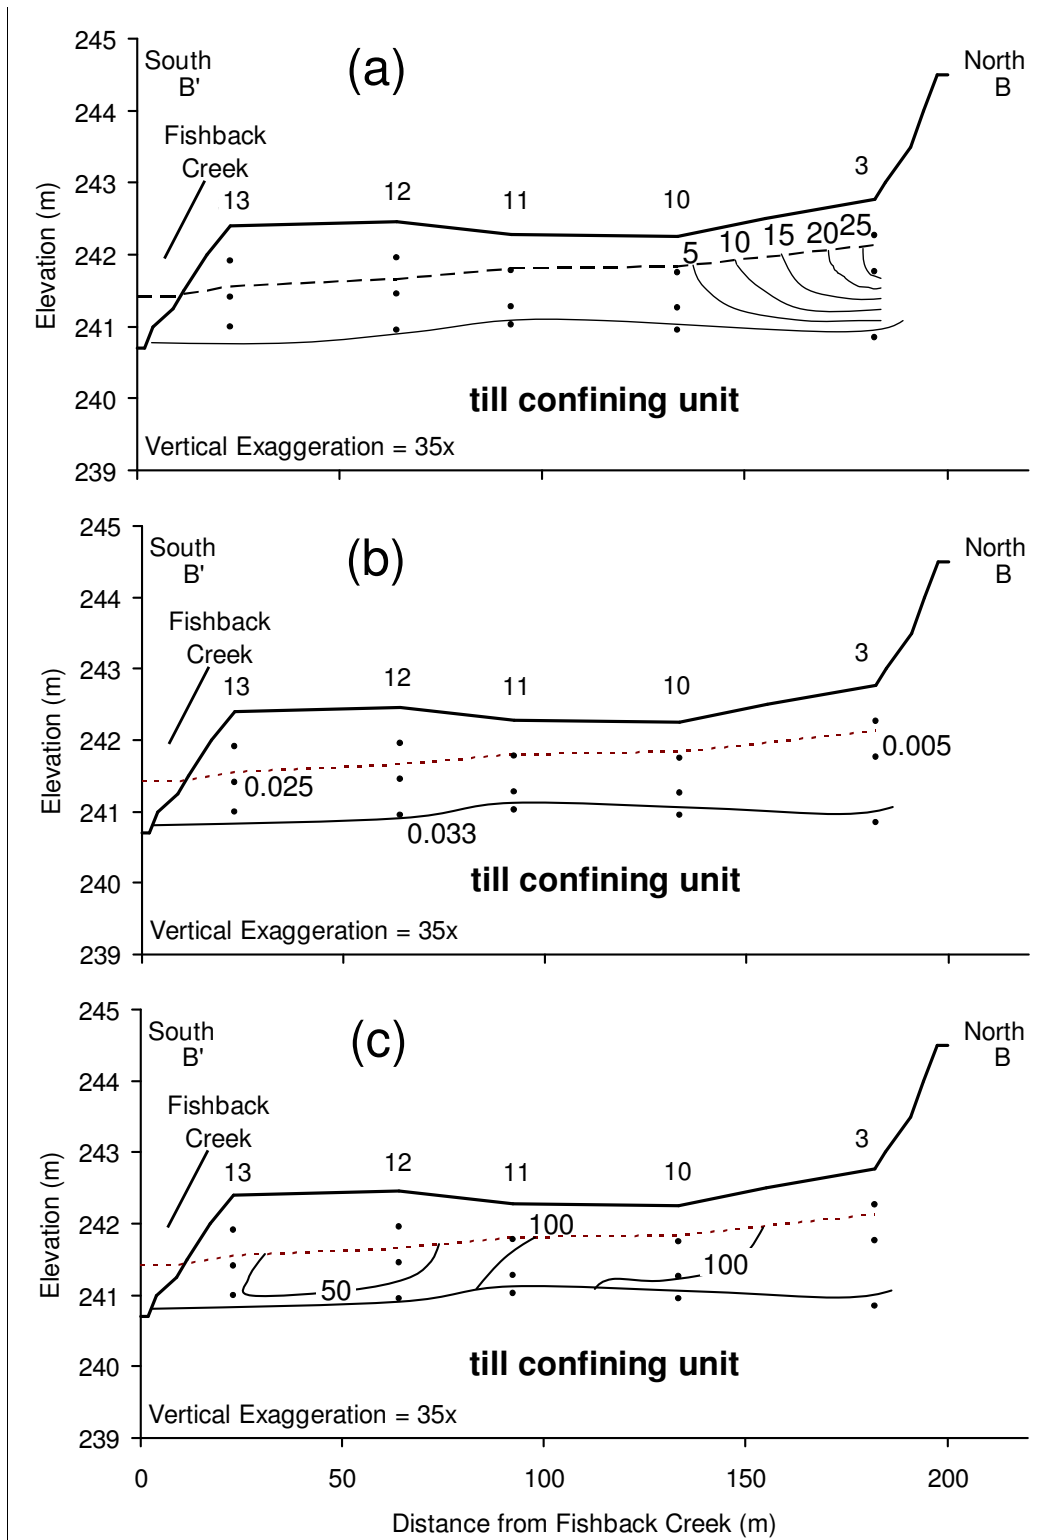 245
South
B'
(a)
North
B
244
Fishback
Creek
243
13
12
11
10
3
242
5
10
15
20
25
Elevation (m)
241
240
till confining unit
Vertical Exaggeration = 35x
239
245
South
B'
(b)
North
B
244
Fishback
Creek
243
13
12
11
10
3
242
0.005
0.025
Elevation (m)
241
0.033
240
till confining unit
Vertical Exaggeration = 35x
239
245
South
B'
(c)
North
B
244
Fishback
Creek
243
13
12
11
10
3
242
100
100
50
Elevation (m)
241
240
till confining unit
Vertical Exaggeration = 35x
239
0
50
100
150
200
Distance from Fishback Creek (m)